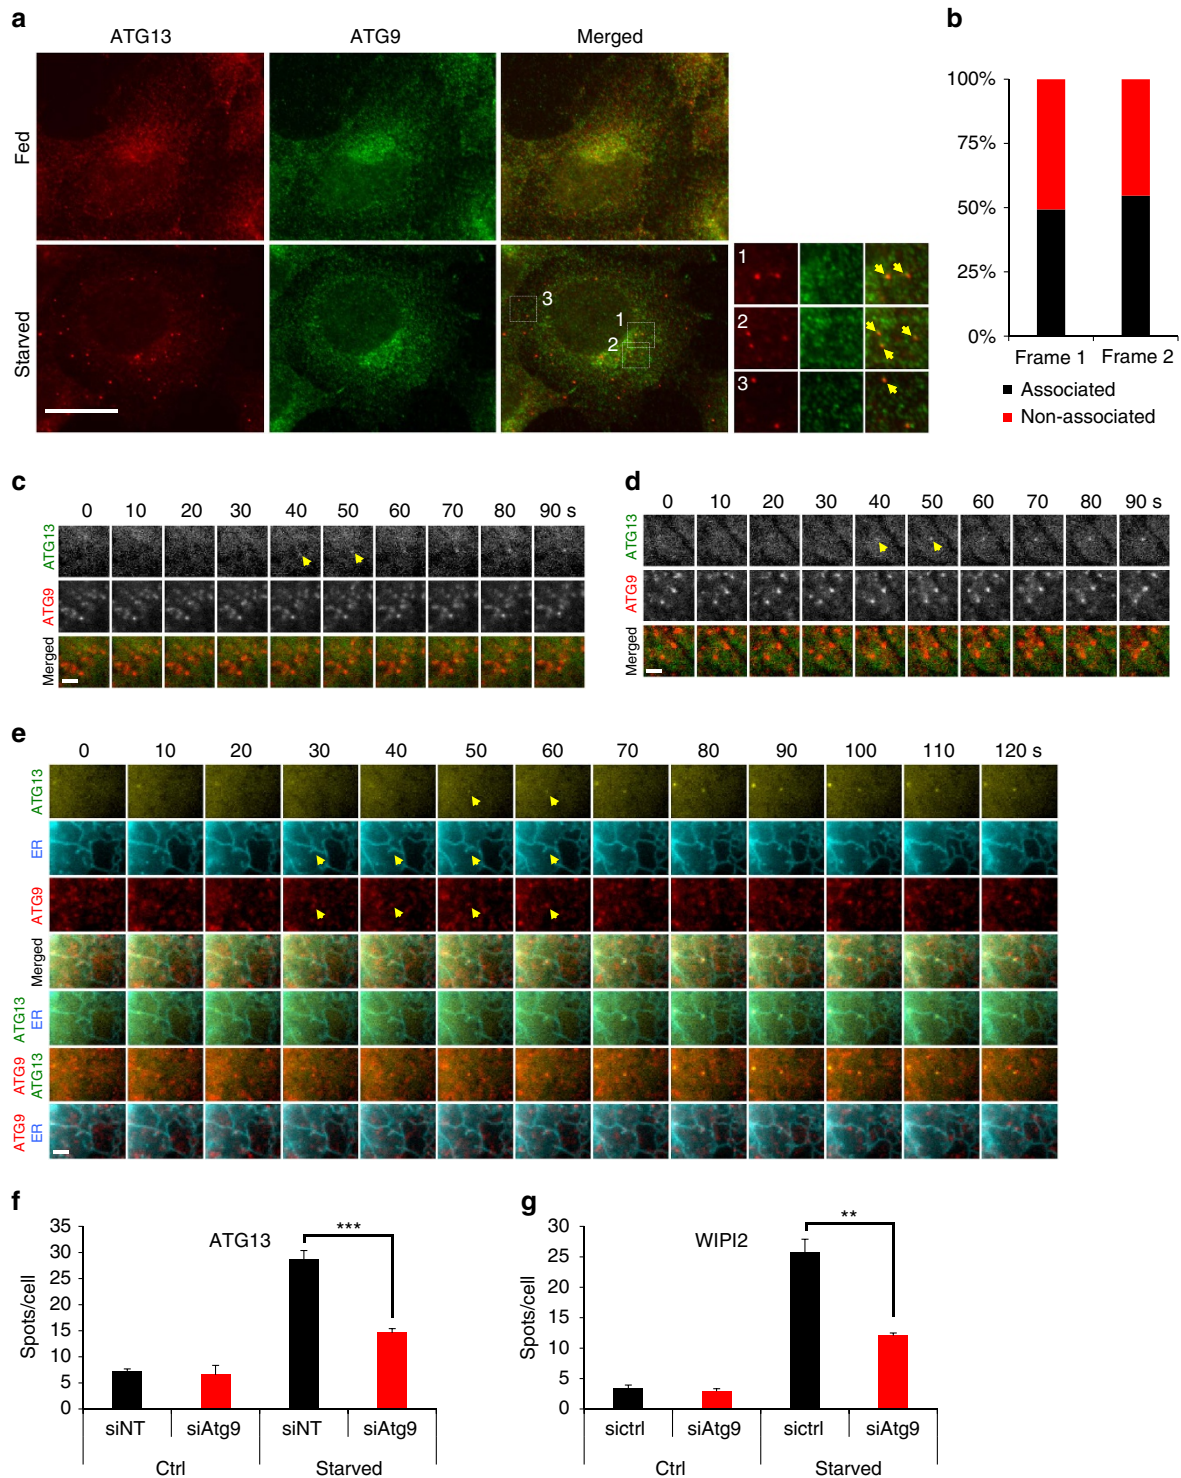 a
ATG13 ATG9 Merged
Fed
Starved
3
1
2
1
2
3
b
100%
75%
50%
25%
0%
Frame 1 Frame 2
Associated
Non-associated
c
0 10 20 30 40 50 60 70 80 90 s
ATG13
ATG9
Merged
d
0 10 20 30 40 50 60 70 80 90 s
ATG13
ATG9
Merged
e
0 10 20 30 40 50 60 70 80 90 100 110 120 s
ATG13
ER
ATG9
Merged
ATG13
ER
ATG9
ATG13
ATG9
ER
f
ATG13
***
Spots/cell
35
30
25
20
15
10
5
0
siNT siAtg9 siNT siAtg9
Ctrl Starved
g
WIPI2
**
Spots/cell
30
25
20
15
10
5
0
sictrl siAtg9 sictrl siAtg9
Ctrl Starved